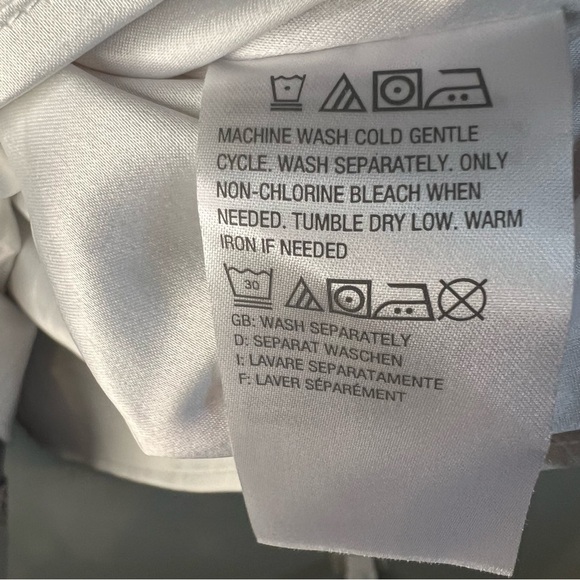 MACHINE WASH COLD GENTLE
CYCLE. WASH SEPARATELY. ONLY
NON-CHLORINE BLEACH WHEN
NEEDED. TUMBLE DRY LOW. WARM
IRON IF NEEDED
30
GB: WASH SEPARATELY
D: SEPARAT WASCHEN
I: LAVARE SEPARATAMENTE
F: LAVER SÉPARÉMENT